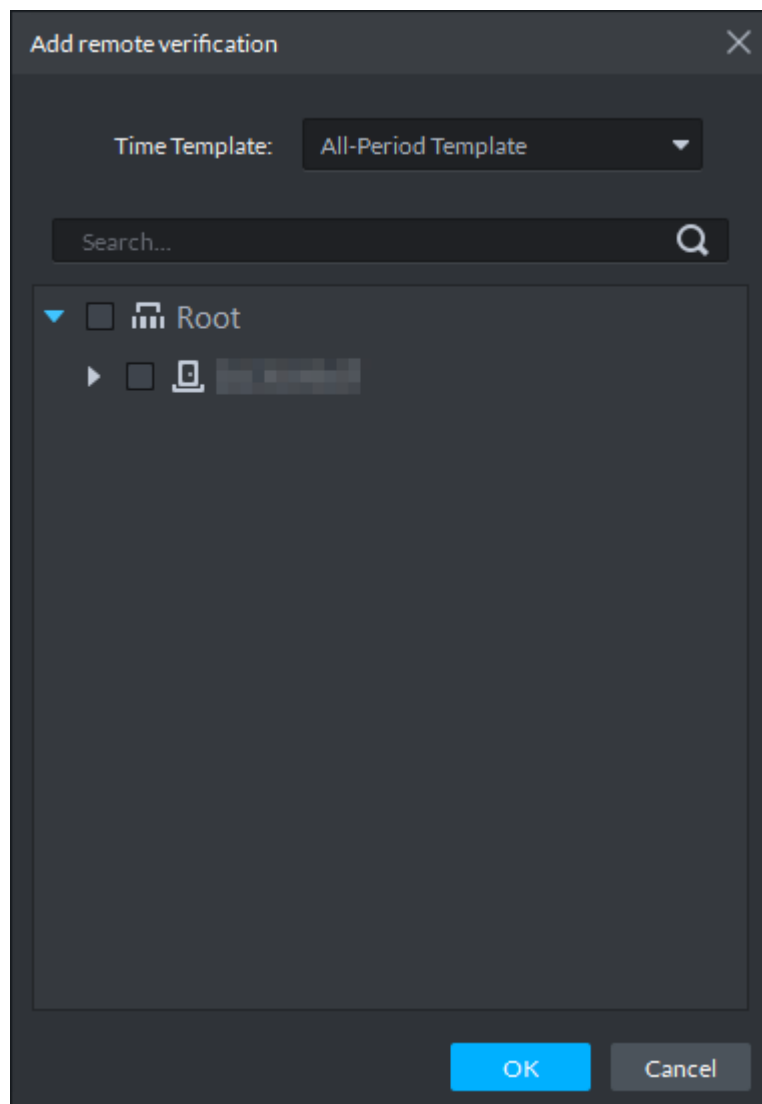 Add remote verification
Time Template: All-Period Template
Search...
Root
OK Cancel